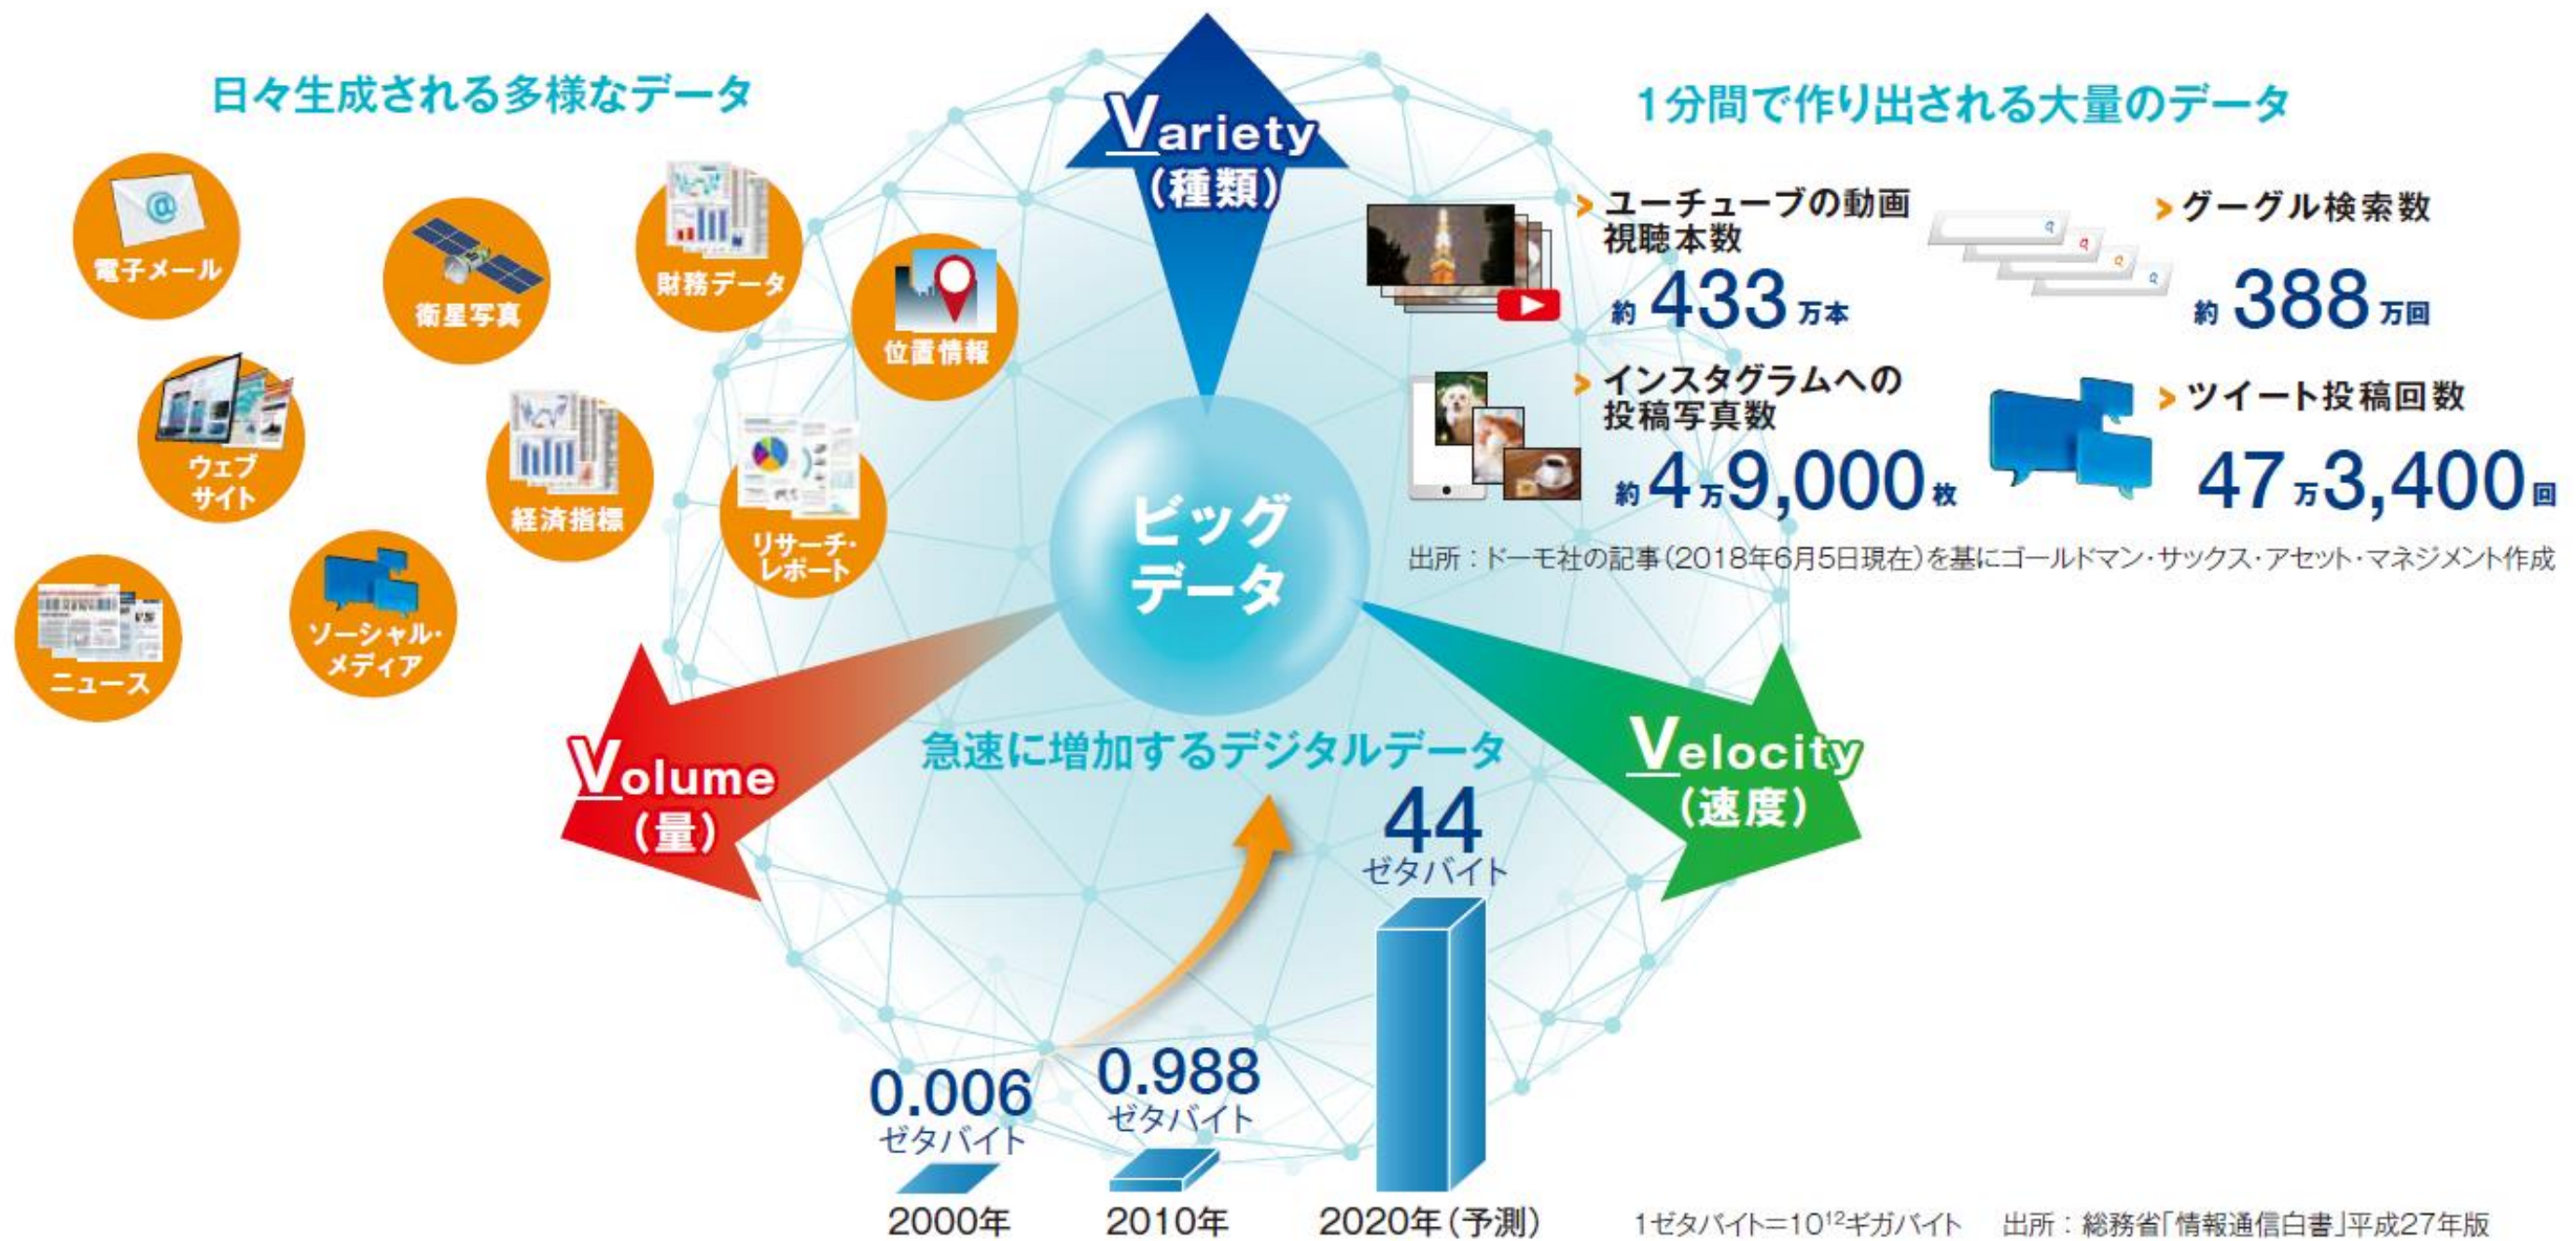 日々生成される多様なデータ
電子メール
衛星写真
財務データ
位置情報
ウェブ
サイト
経済指標
リサーチ・
レポート
ニュース
ソーシャル・
メディア
Variety
(種類)
1分間で作り出される大量のデータ
ユーチューブの動画
視聴本数
約433万本
グーグル検索数
約388万回
インスタグラムへの
投稿写真数
約4万9,000枚
ツイート投稿回数
47万3,400回
出所：ドーモ社の記事(2018年6月5日現在)を基にゴールドマン・サックス・アセット・マネジメント作成
ビッグ
データ
Volume
(量)
Velocity
(速度)
急速に増加するデジタルデータ
0.006
ゼタバイト
2000年
0.988
ゼタバイト
2010年
44
ゼタバイト
2020年(予測)
1ゼタバイト＝10¹²ギガバイト 出所：総務省「情報通信白書」平成27年版